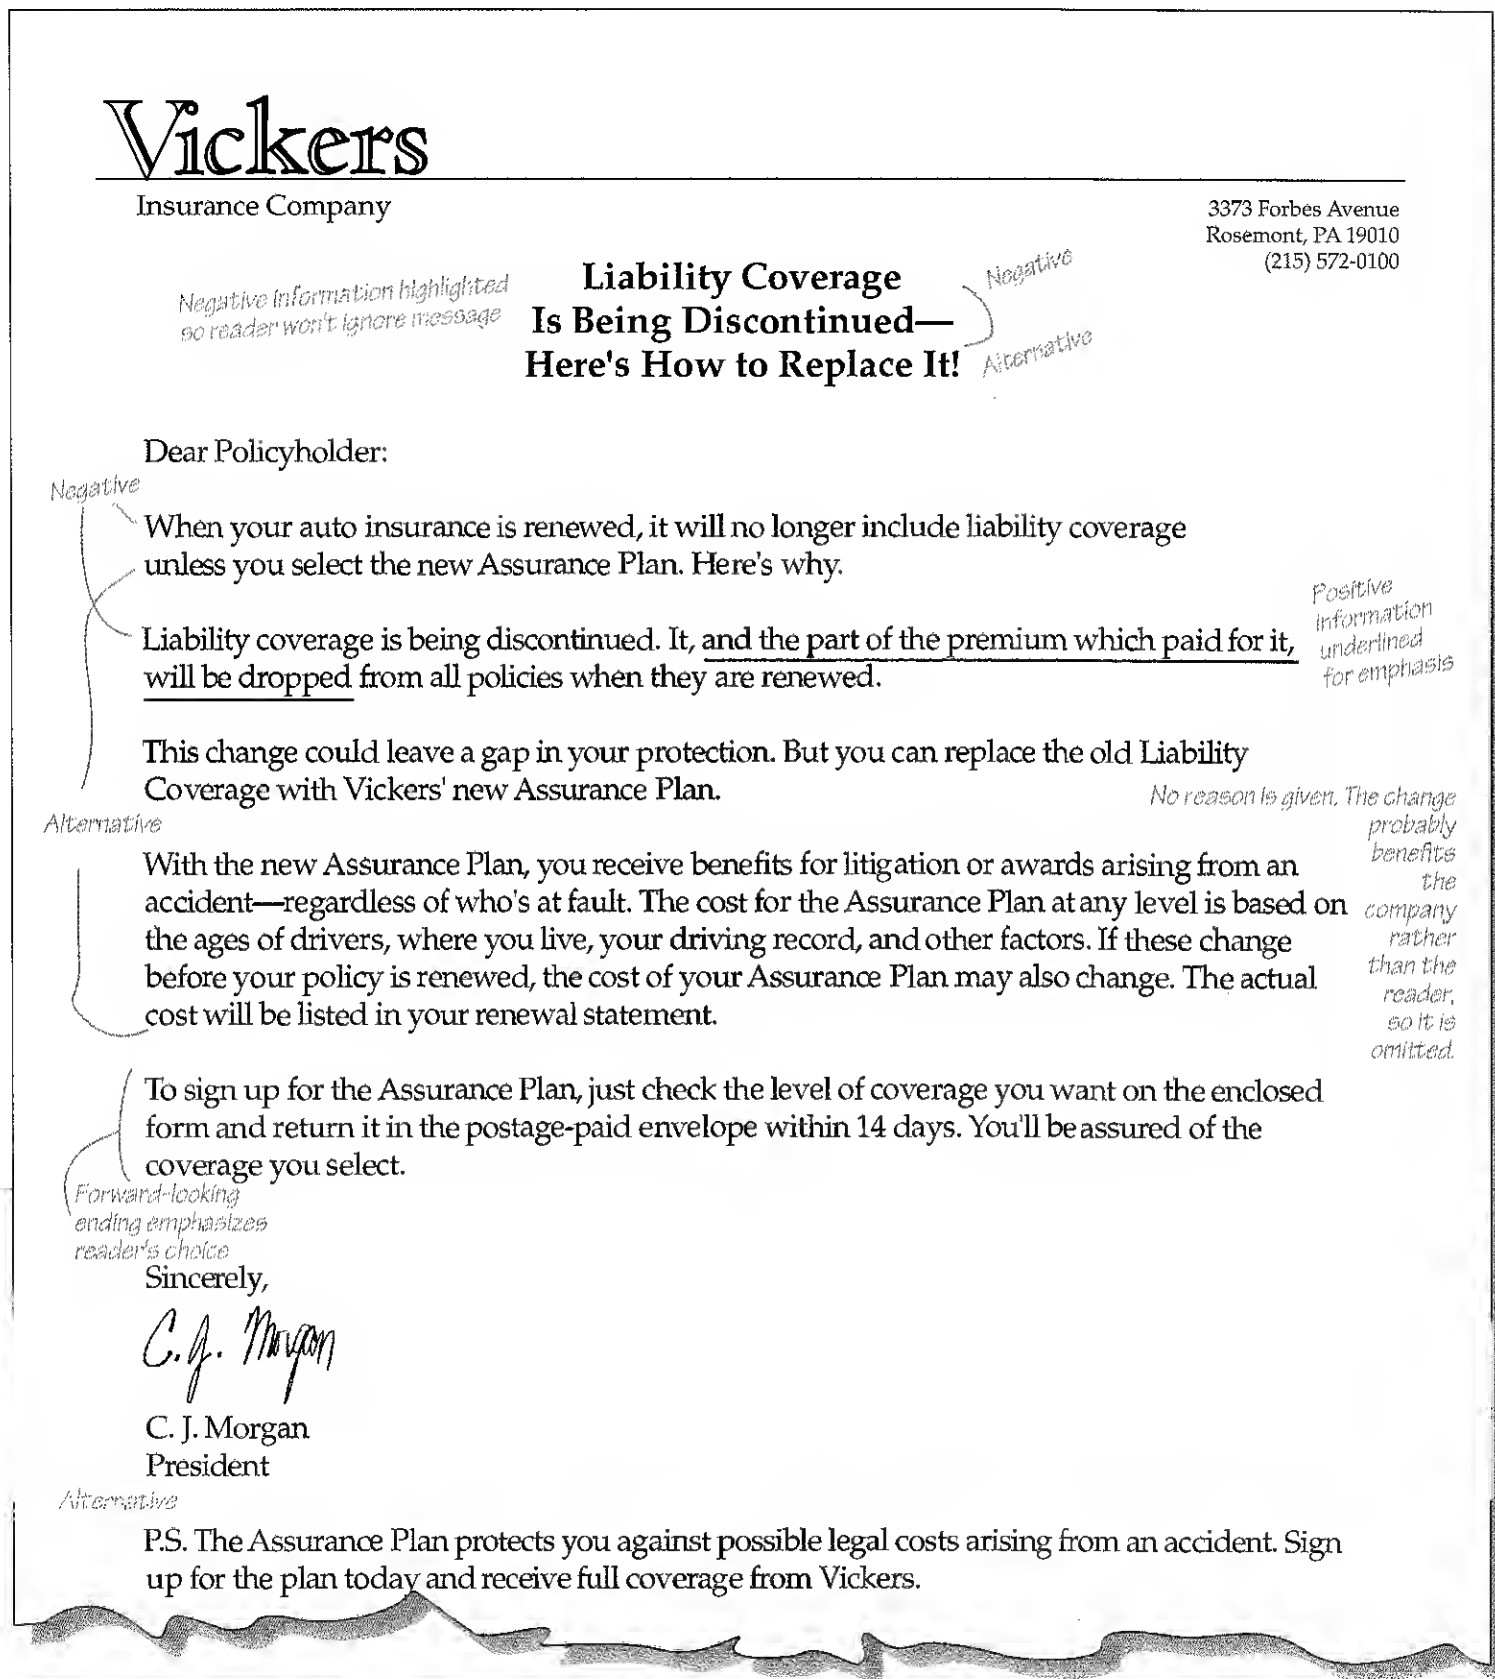 Vickers
Insurance Company
3373 Forbes Avenue
Rosemont, PA 19010
(215) 572-0100
Negative information highlighted
so reader won't ignore message
Liability Coverage
Is Being Discontinued—
Here's How to Replace It!
Negative
Alternative
Dear Policyholder:
Negative
When your auto insurance is renewed, it will no longer include liability coverage
unless you select the new Assurance Plan. Here's why.
Positive
information
underlined
for emphasis
Liability coverage is being discontinued. It, and the part of the premium which paid for it,
will be dropped from all policies when they are renewed.
This change could leave a gap in your protection. But you can replace the old Liability
Coverage with Vickers' new Assurance Plan.
No reason is given. The change
probably
benefits
the
company
rather
than the
reader,
so it is
omitted.
Alternative
With the new Assurance Plan, you receive benefits for litigation or awards arising from an
accident—regardless of who's at fault. The cost for the Assurance Plan at any level is based on
the ages of drivers, where you live, your driving record, and other factors. If these change
before your policy is renewed, the cost of your Assurance Plan may also change. The actual
cost will be listed in your renewal statement.
To sign up for the Assurance Plan, just check the level of coverage you want on the enclosed
form and return it in the postage-paid envelope within 14 days. You'll be assured of the
coverage you select.
Forward-looking
ending emphasizes
reader's choice
Sincerely,
C. J. Morgan
C. J. Morgan
President
Alternative
P.S. The Assurance Plan protects you against possible legal costs arising from an accident. Sign
up for the plan today and receive full coverage from Vickers.